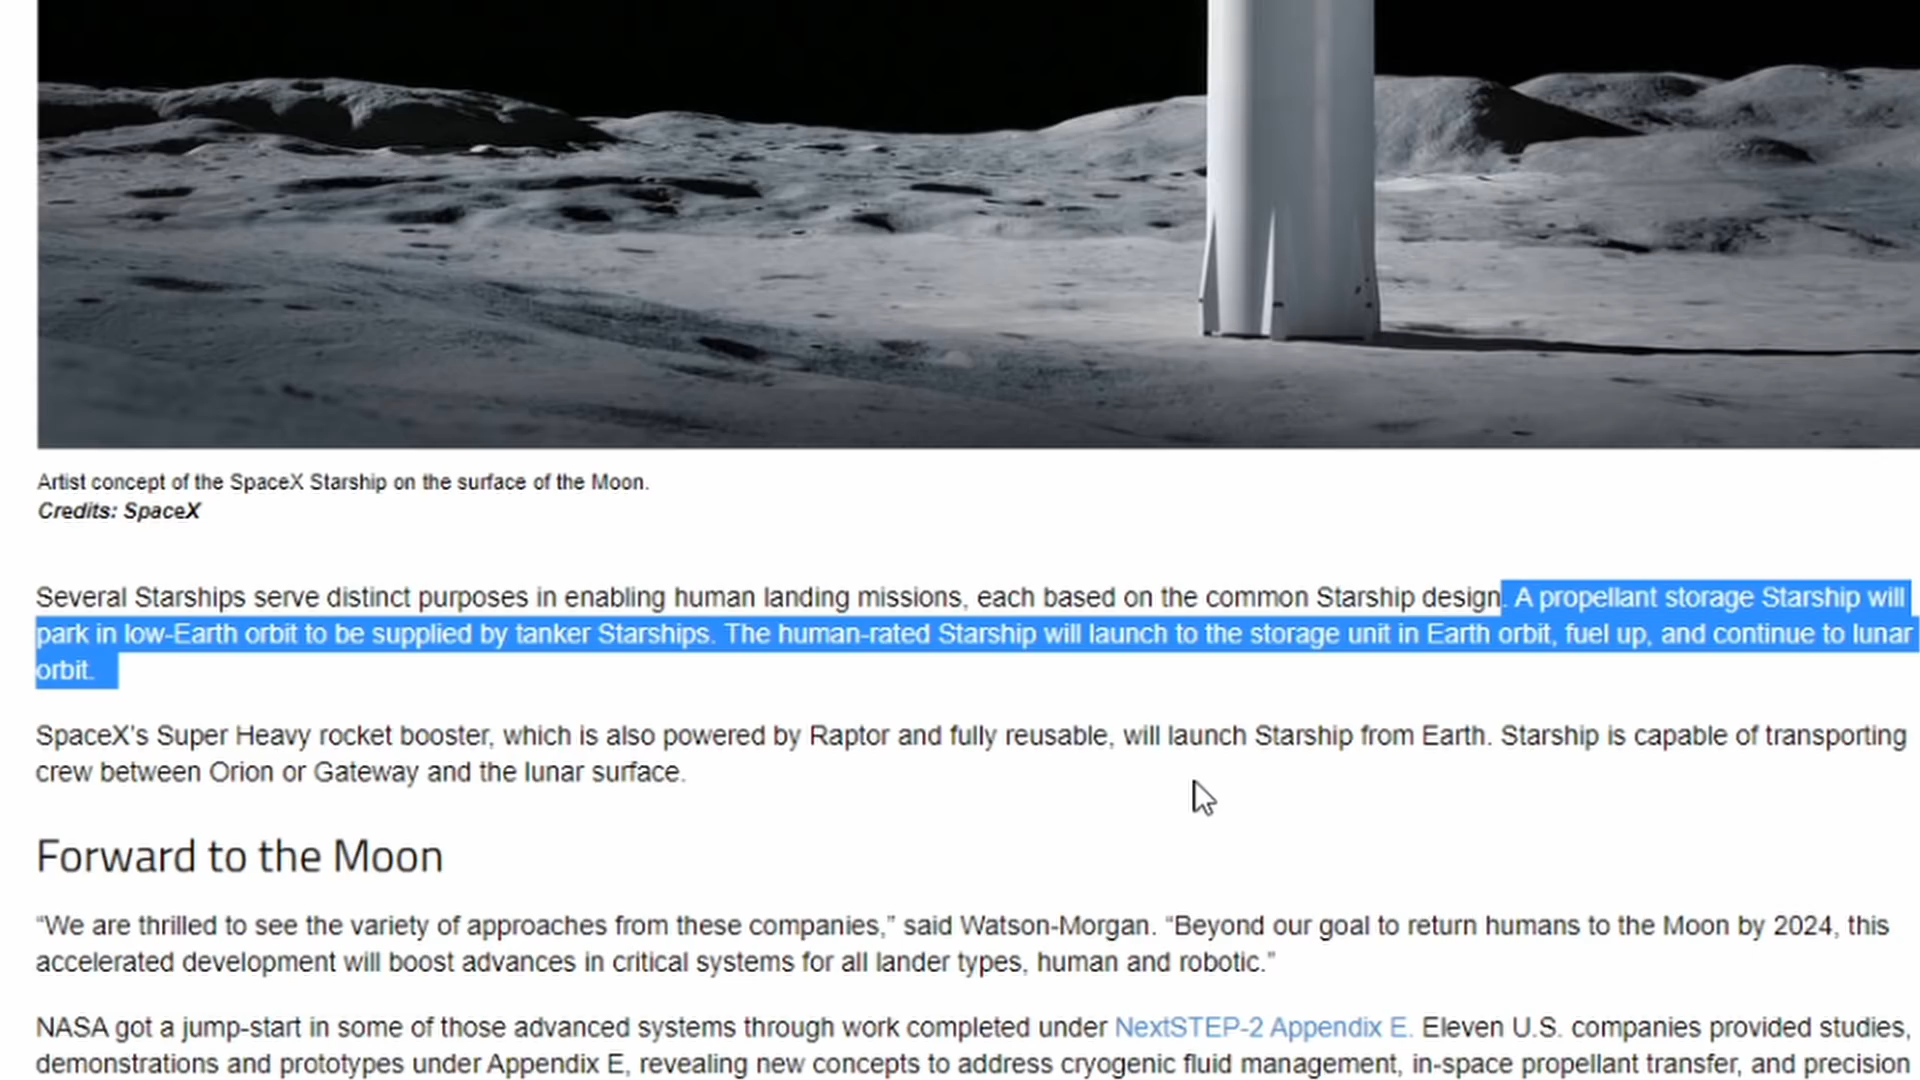 Artist concept of the SpaceX Starship on the surface of the Moon.
Credits: SpaceX
Several Starships serve distinct purposes in enabling human landing missions, each based on the common Starship design. A propellant storage Starship will
park in low-Earth orbit to be supplied by tanker Starships. The human-rated Starship will launch to the storage unit in Earth orbit, fuel up, and continue to lunar
orbit.
SpaceX's Super Heavy rocket booster, which is also powered by Raptor and fully reusable, will launch Starship from Earth. Starship is capable of transporting
crew between Orion or Gateway and the lunar surface.
Forward to the Moon
“We are thrilled to see the variety of approaches from these companies,” said Watson-Morgan. “Beyond our goal to return humans to the Moon by 2024, this
accelerated development will boost advances in critical systems for all lander types, human and robotic.”
NASA got a jump-start in some of those advanced systems through work completed under NextSTEP-2 Appendix E. Eleven U.S. companies provided studies,
demonstrations and prototypes under Appendix E, revealing new concepts to address cryogenic fluid management, in-space propellant transfer, and precision